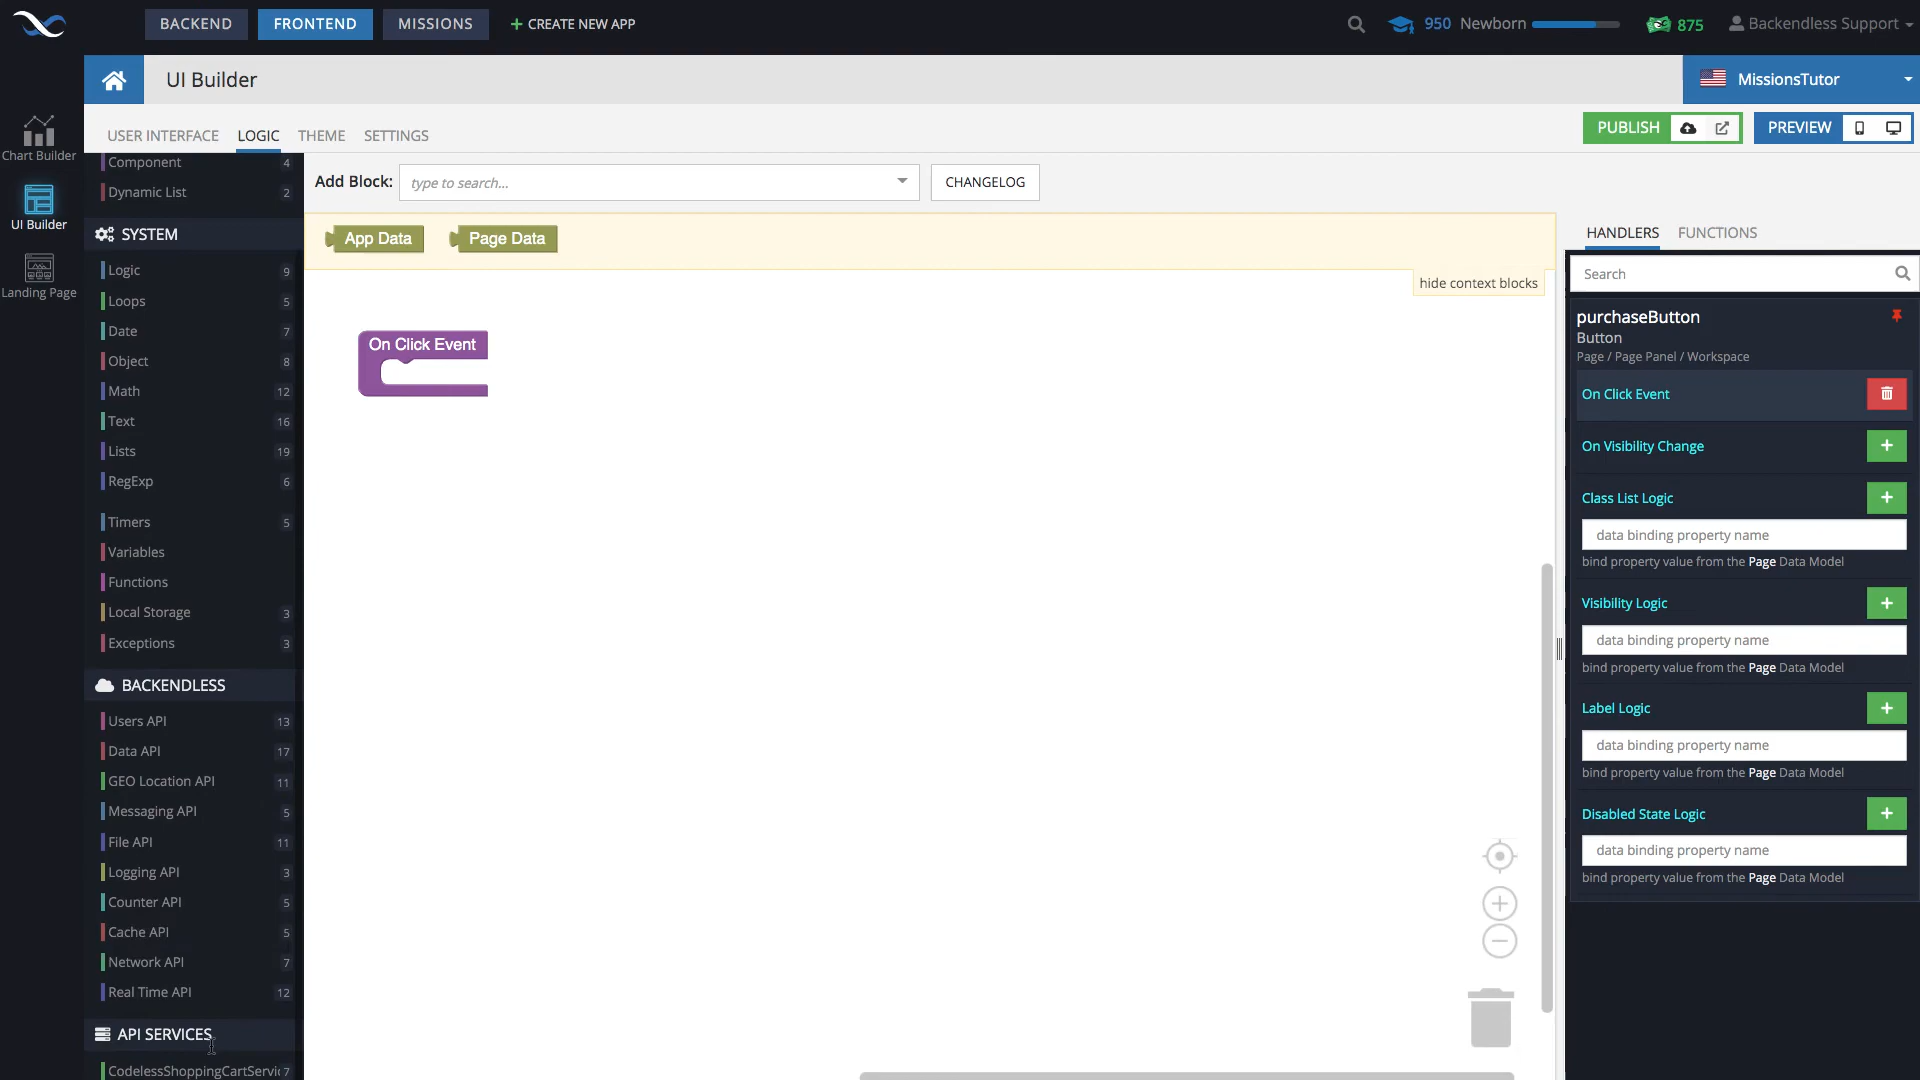 BACKEND
FRONTEND
MISSIONS
+ CREATE NEW APP
950 Newborn
875
Backendless Support
UI Builder
MissionsTutor
USER INTERFACE
LOGIC
THEME
SETTINGS
PUBLISH
PREVIEW
Chart Builder
UI Builder
Landing Page
Component 4
Dynamic List 2
SYSTEM
Logic 9
Loops 5
Date 7
Object 8
Math 12
Text 16
Lists 19
RegExp 6
Timers 5
Variables
Functions
Local Storage 3
Exceptions 3
BACKENDLESS
Users API 13
Data API 17
GEO Location API 11
Messaging API 5
File API 11
Logging API 3
Counter API 5
Cache API 5
Network API 7
Real Time API 12
API SERVICES
CodelessShoppingCartServic 7
Add Block:
type to search...
CHANGELOG
App Data
Page Data
hide context blocks
On Click Event
HANDLERS
FUNCTIONS
Search
purchaseButton
Button
Page / Page Panel / Workspace
On Click Event
On Visibility Change
Class List Logic
data binding property name
bind property value from the Page Data Model
Visibility Logic
data binding property name
bind property value from the Page Data Model
Label Logic
data binding property name
bind property value from the Page Data Model
Disabled State Logic
data binding property name
bind property value from the Page Data Model